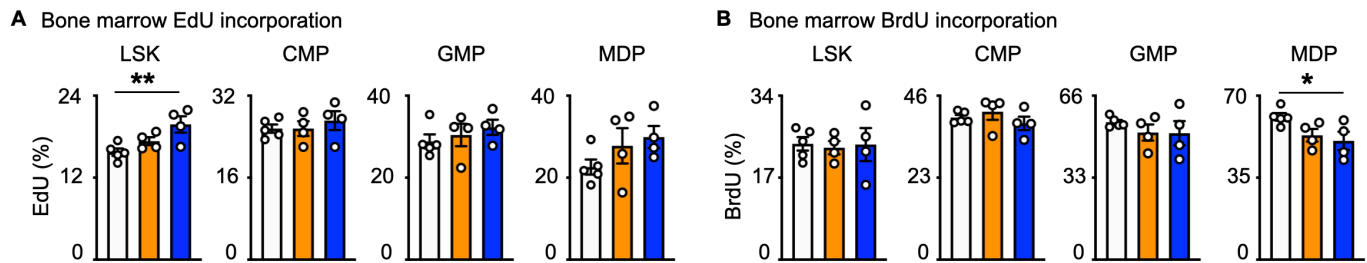 A Bone marrow EdU incorporation
LSK
CMP
GMP
MDP
**
EdU (%)
24
12
0
32
16
0
40
20
0
40
20
0
B Bone marrow BrdU incorporation
LSK
CMP
GMP
MDP
*
BrdU (%)
34
17
0
46
23
0
66
33
0
70
35
0